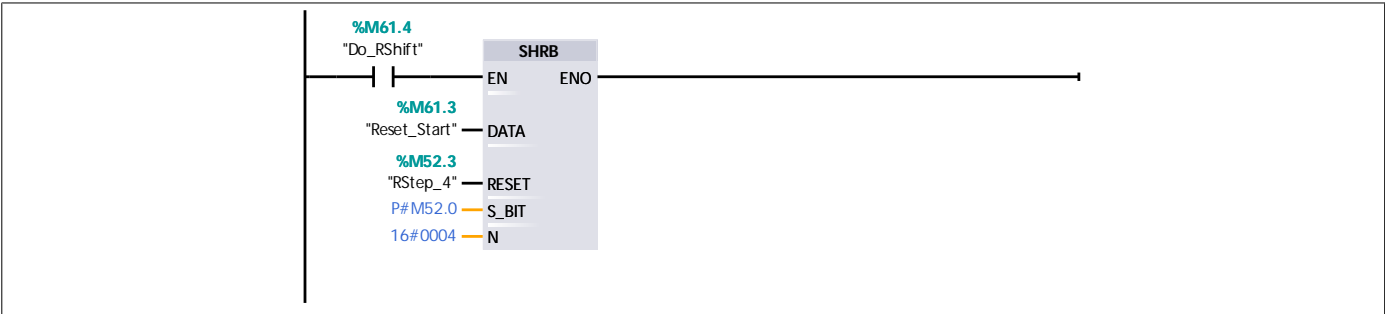 %M61.4
"Do_RShift"
SHRB
EN ENO
%M61.3
"Reset_Start" DATA
%M52.3
"RStep_4" RESET
P#M52.0 S_BIT
16#0004 N